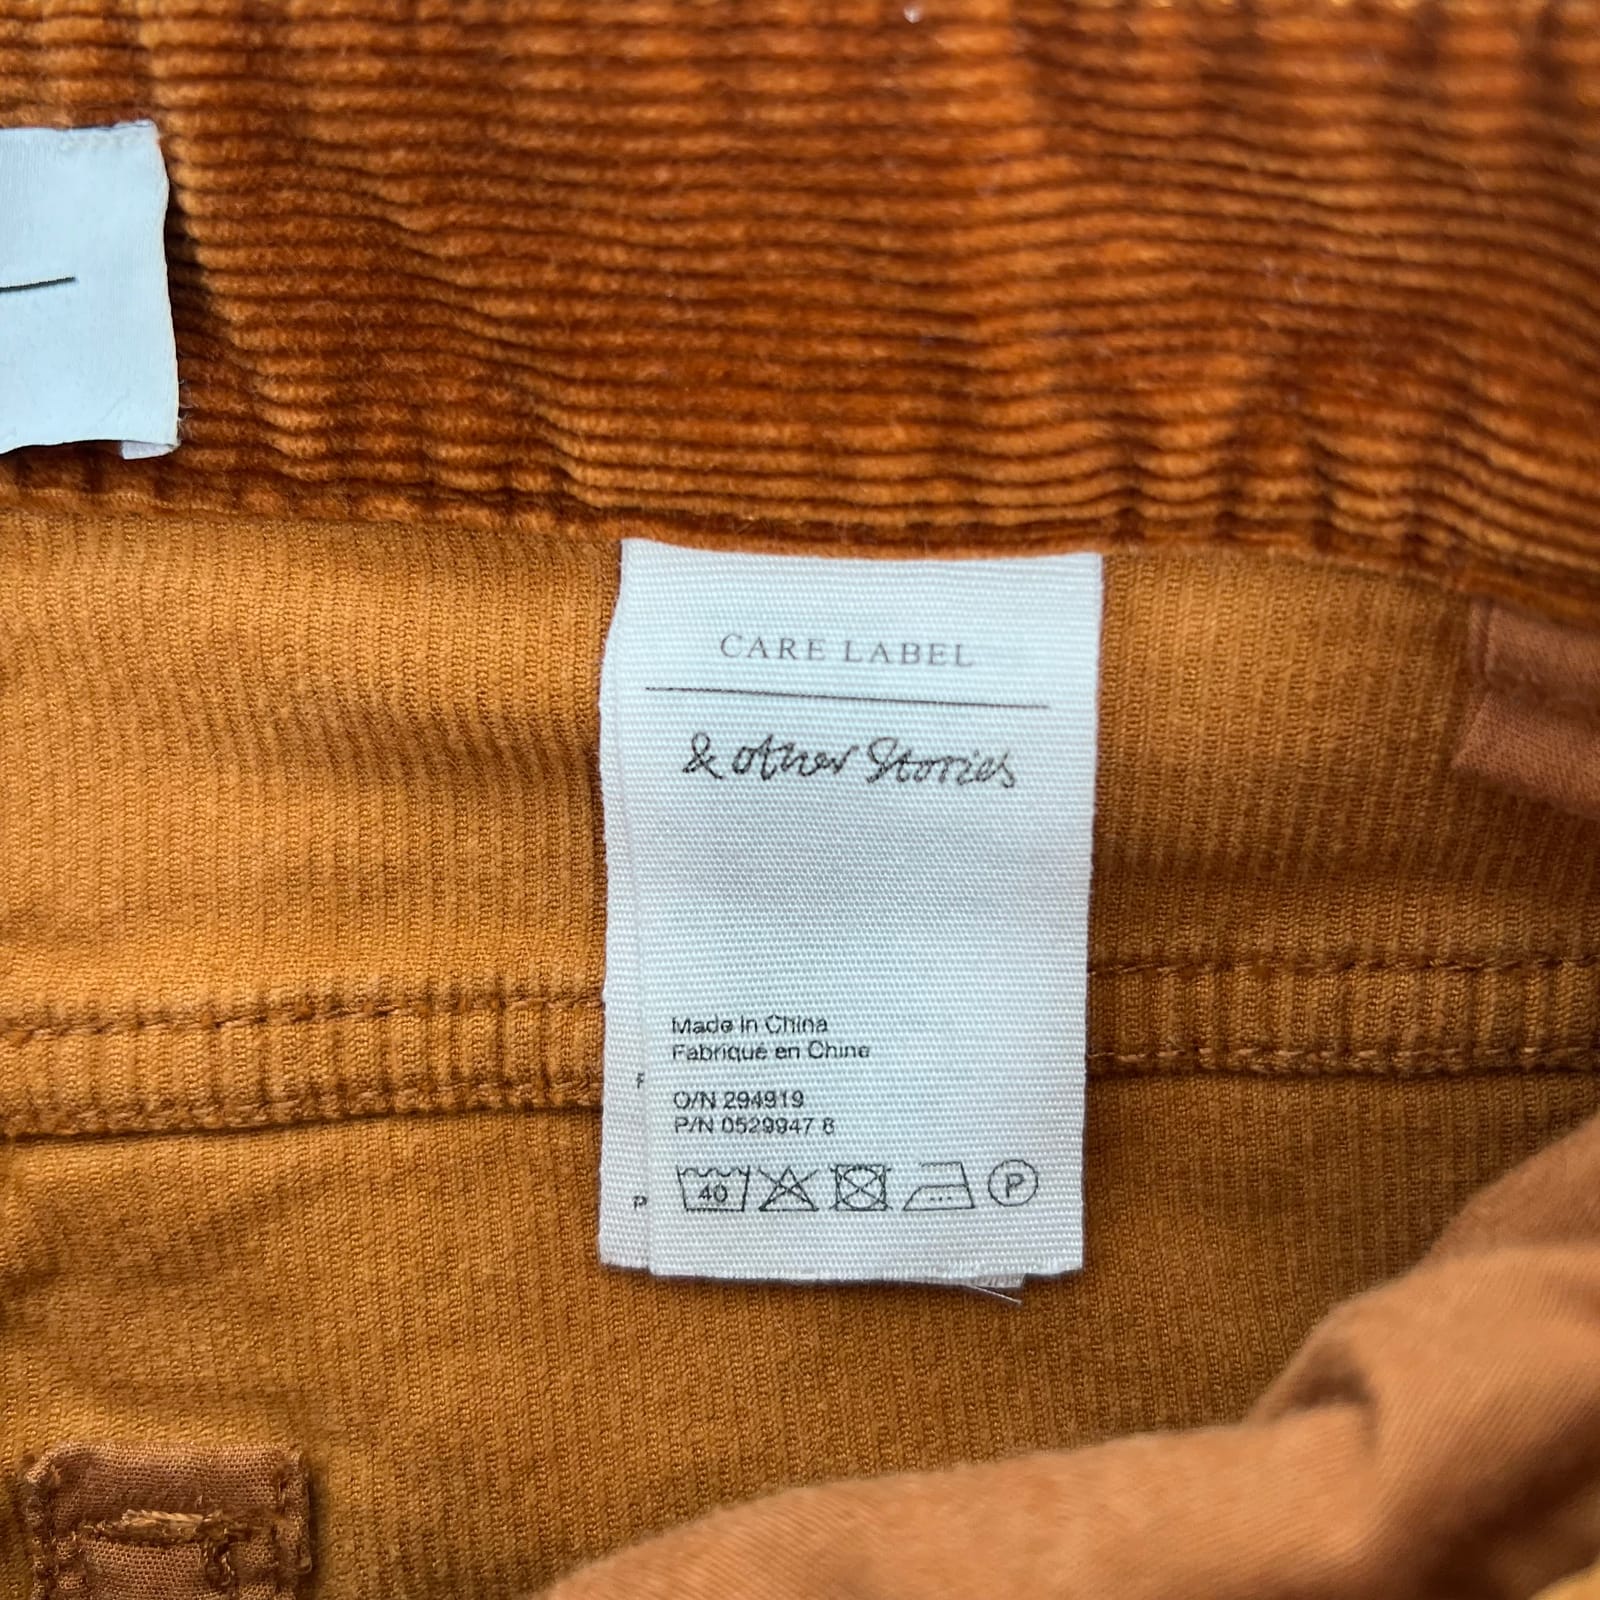 CARE LABEL
& other Stories
Made in China
Fabriqué en Chine
O/N 294919
P/N 0529947 8
F
P
40
P